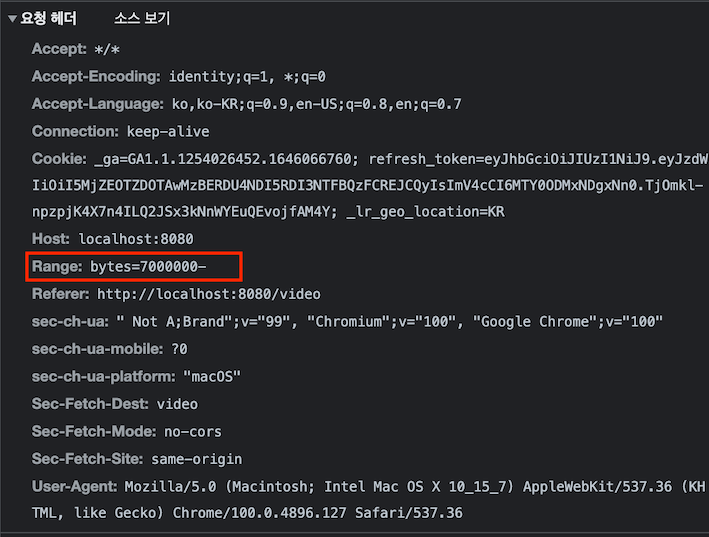 ▼요청 헤더 소스 보기
Accept: */*
Accept-Encoding: identity;q=1, *;q=0
Accept-Language: ko,ko-KR;q=0.9,en-US;q=0.8,en;q=0.7
Connection: keep-alive
Cookie: _ga=GA1.1.1254026452.1646066760; refresh_token=eyJhbGciOiJIUzI1NiJ9.eyJzdW
IiOiI5MjZEOTZDOTAwMzBERDU4NDI5RDI3NTFBQzFCREJCQyIsImV4cCI6MTY0ODMxNDgxNn0.TjOmkl-
npzpjK4X7n4ILQ2JSx3kNnWYEuQEvojfAM4Y; _lr_geo_location=KR
Host: localhost:8080
Range: bytes=7000000-
Referer: http://localhost:8080/video
sec-ch-ua: " Not A;Brand";v="99", "Chromium";v="100", "Google Chrome";v="100"
sec-ch-ua-mobile: ?0
sec-ch-ua-platform: "macOS"
Sec-Fetch-Dest: video
Sec-Fetch-Mode: no-cors
Sec-Fetch-Site: same-origin
User-Agent: Mozilla/5.0 (Macintosh; Intel Mac OS X 10_15_7) AppleWebKit/537.36 (KH
TML, like Gecko) Chrome/100.0.4896.127 Safari/537.36